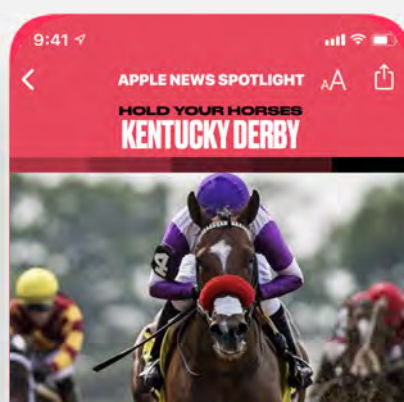 9:41
APPLE NEWS SPOTLIGHT AA
HOLD YOUR HORSES
KENTUCKY DERBY
4